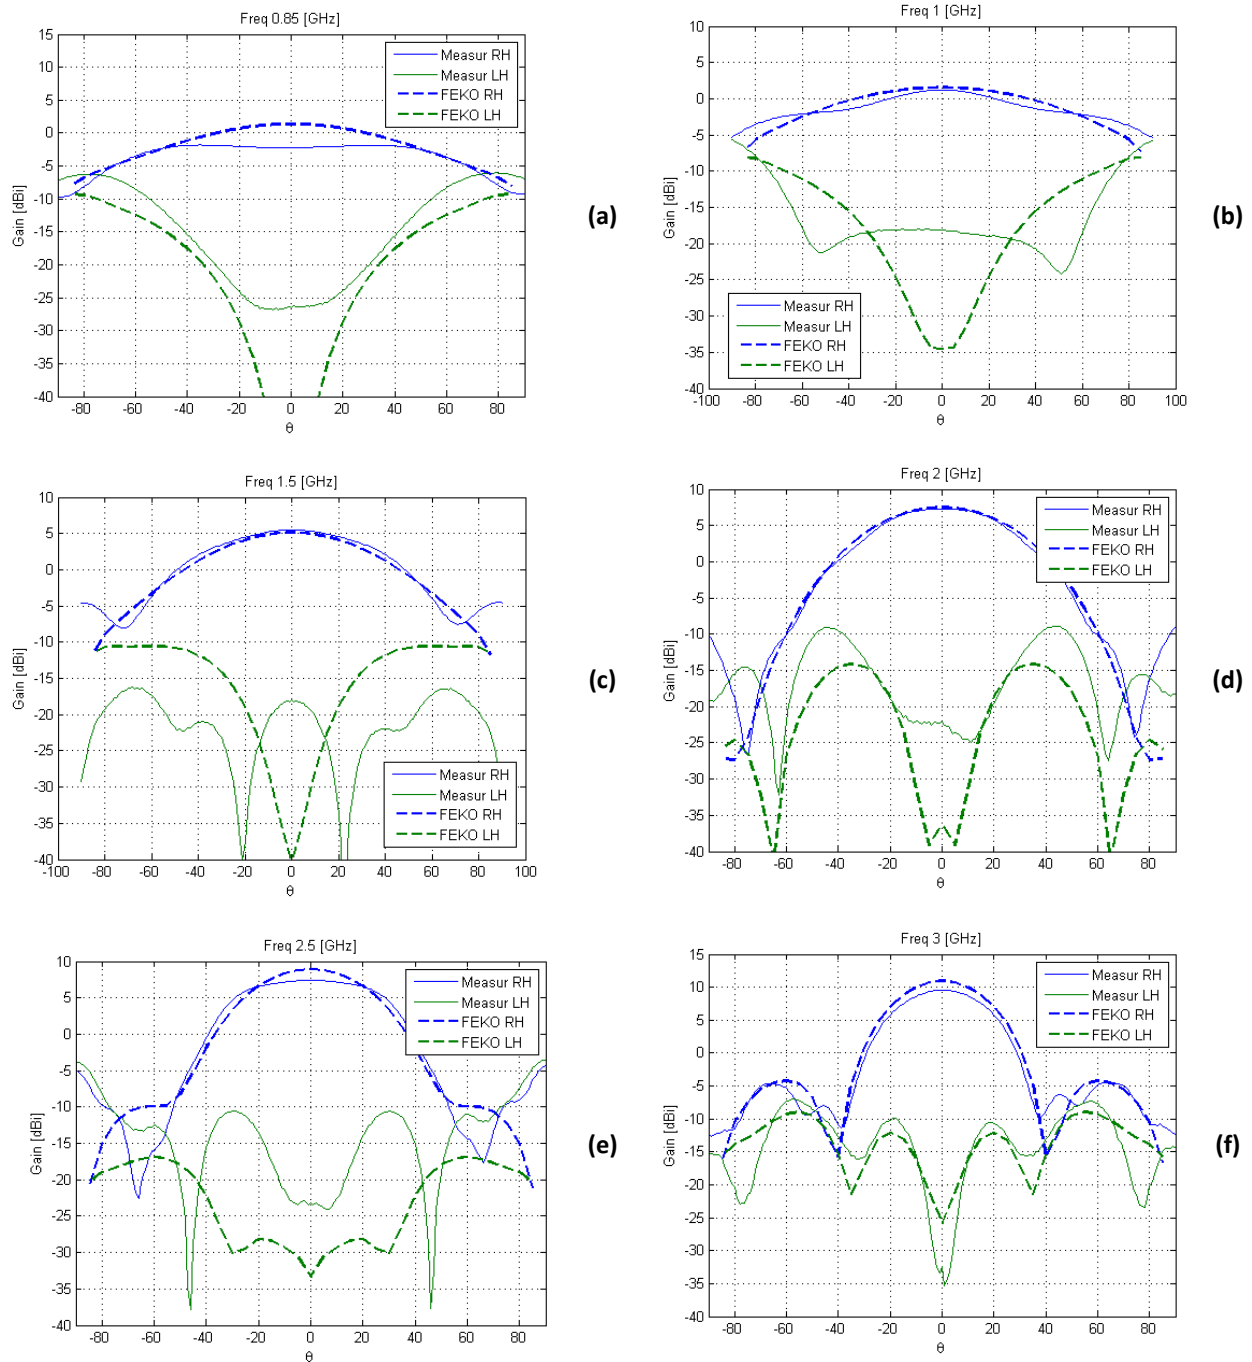 Freq 0.85 [GHz]
15
10
5
0
-5
-10
-15
-20
-25
-30
-35
-40
Gain [dBi]
-80 -60 -40 -20 0 20 40 60 80
θ
Measur RH
Measur LH
FEKO RH
FEKO LH
(a)
Freq 1 [GHz]
10
5
0
-5
-10
-15
-20
-25
-30
-35
-40
Gain [dBi]
-100 -80 -60 -40 -20 0 20 40 60 80 100
θ
Measur RH
Measur LH
FEKO RH
FEKO LH
(b)
Freq 1.5 [GHz]
10
5
0
-5
-10
-15
-20
-25
-30
-35
-40
Gain [dBi]
-100 -80 -60 -40 -20 0 20 40 60 80 100
θ
Measur RH
Measur LH
FEKO RH
FEKO LH
(c)
Freq 2 [GHz]
10
5
0
-5
-10
-15
-20
-25
-30
-35
-40
Gain [dBi]
-80 -60 -40 -20 0 20 40 60 80
θ
Measur RH
Measur LH
FEKO RH
FEKO LH
(d)
Freq 2.5 [GHz]
10
5
0
-5
-10
-15
-20
-25
-30
-35
-40
Gain [dBi]
-80 -60 -40 -20 0 20 40 60 80
θ
Measur RH
Measur LH
FEKO RH
FEKO LH
(e)
Freq 3 [GHz]
15
10
5
0
-5
-10
-15
-20
-25
-30
-35
-40
Gain [dBi]
-80 -60 -40 -20 0 20 40 60 80
θ
Measur RH
Measur LH
FEKO RH
FEKO LH
(f)